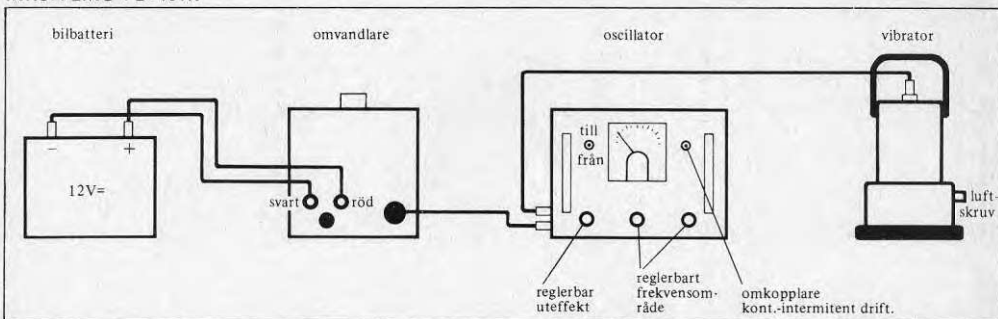 bilbatteri
omvandlare
oscillator
vibrator
- +
12V=
svart
röd
till
från
luft-
skruv
reglerbar
uteffekt
reglerbart
frekvensom-
råde
omkopplare
kont.-intermitent drift.